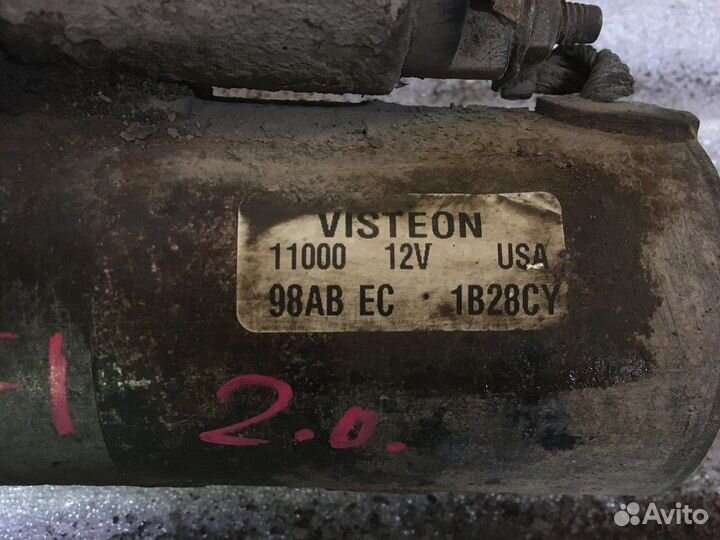 VISTEON
11000 12V USA
98AB EC 1B28CY
2.0.
Avito